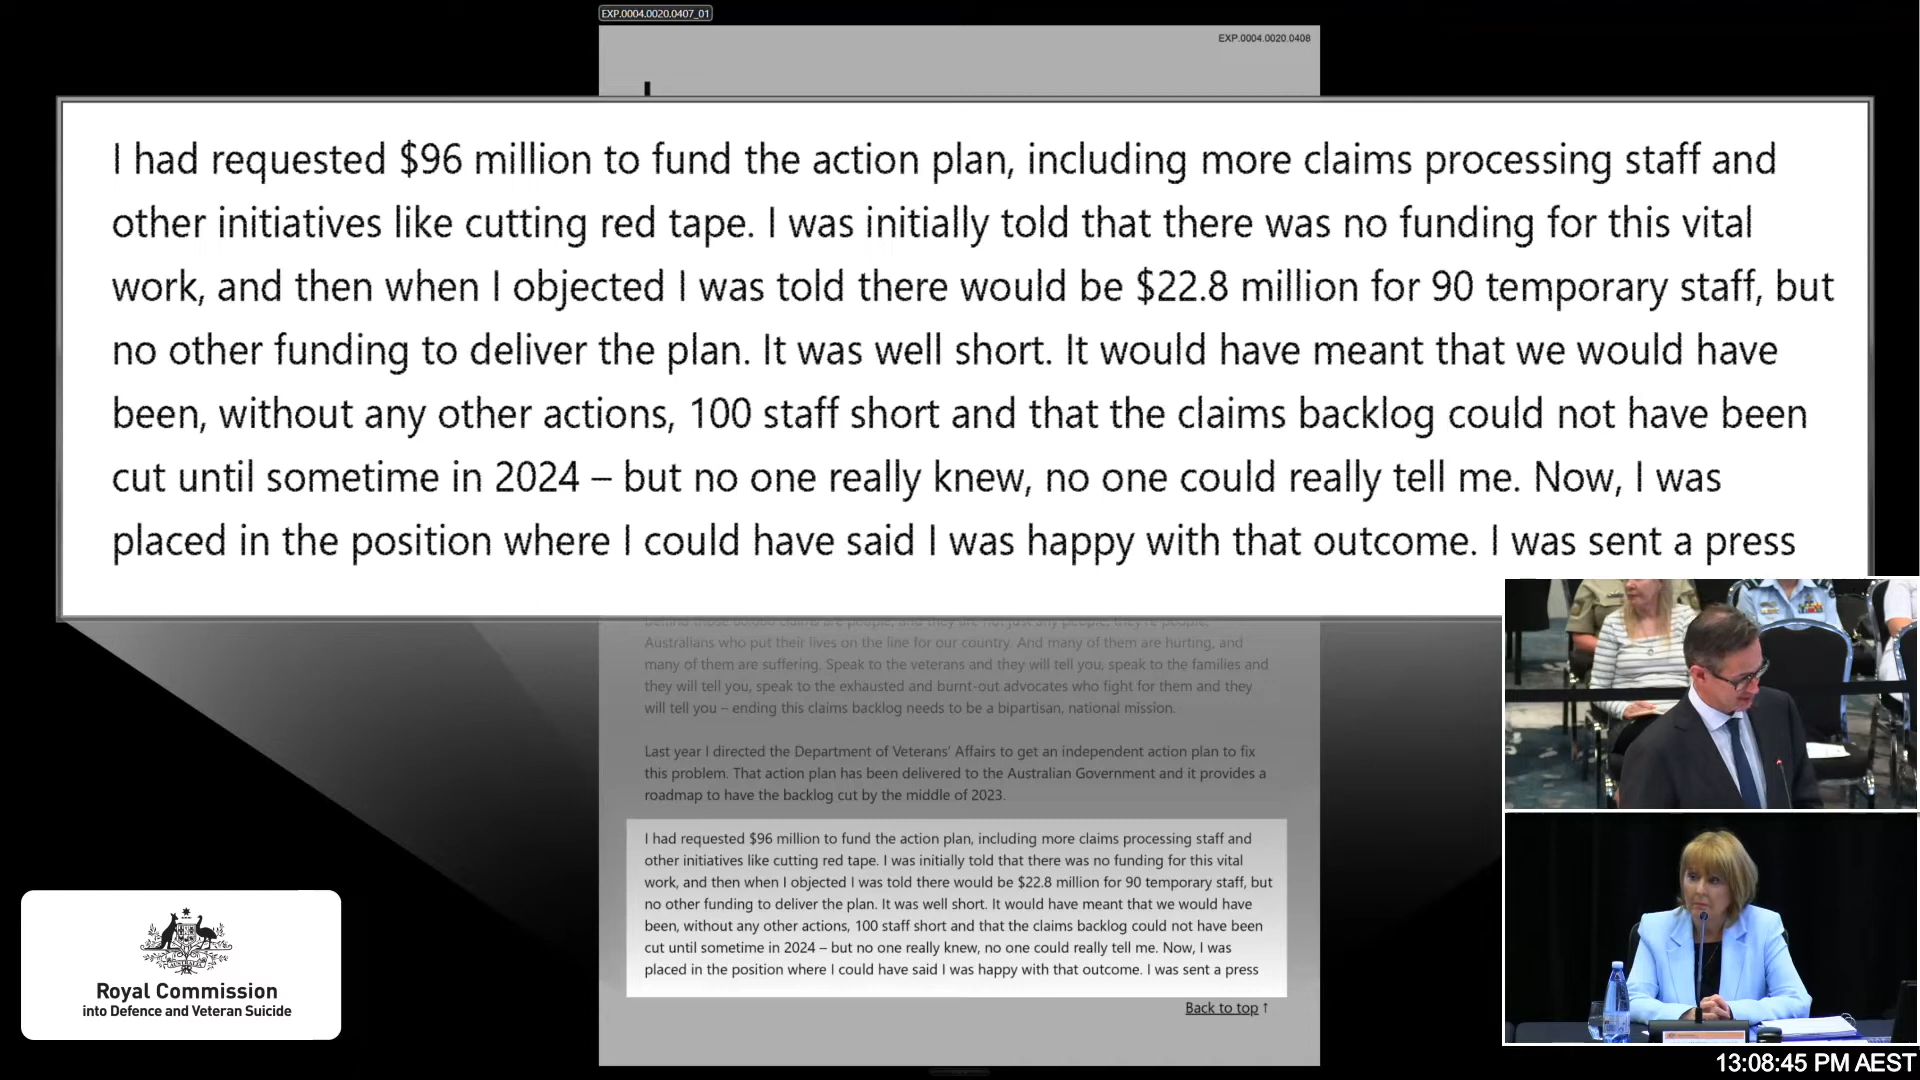 EXP.0004.0020.0407_01
EXP.0004.0020.0408
I had requested $96 million to fund the action plan, including more claims processing staff and
other initiatives like cutting red tape. I was initially told that there was no funding for this vital
work, and then when I objected I was told there would be $22.8 million for 90 temporary staff, but
no other funding to deliver the plan. It was well short. It would have meant that we would have
been, without any other actions, 100 staff short and that the claims backlog could not have been
cut until sometime in 2024 – but no one really knew, no one could really tell me. Now, I was
placed in the position where I could have said I was happy with that outcome. I was sent a press
behind those 60,000 claims are people, and they are not just any people, they're people,
Australians who put their lives on the line for our country. And many of them are hurting, and
many of them are suffering. Speak to the veterans and they will tell you, speak to the families and
they will tell you, speak to the exhausted and burnt-out advocates who fight for them and they
will tell you – ending this claims backlog needs to be a bipartisan, national mission.
Last year I directed the Department of Veterans' Affairs to get an independent action plan to fix
this problem. That action plan has been delivered to the Australian Government and it provides a
roadmap to have the backlog cut by the middle of 2023.
I had requested $96 million to fund the action plan, including more claims processing staff and
other initiatives like cutting red tape. I was initially told that there was no funding for this vital
work, and then when I objected I was told there would be $22.8 million for 90 temporary staff, but
no other funding to deliver the plan. It was well short. It would have meant that we would have
been, without any other actions, 100 staff short and that the claims backlog could not have been
cut until sometime in 2024 – but no one really knew, no one could really tell me. Now, I was
placed in the position where I could have said I was happy with that outcome. I was sent a press
Back to top ↑
AUSTRALIA
Royal Commission
into Defence and Veteran Suicide
13:08:45 PM AEST